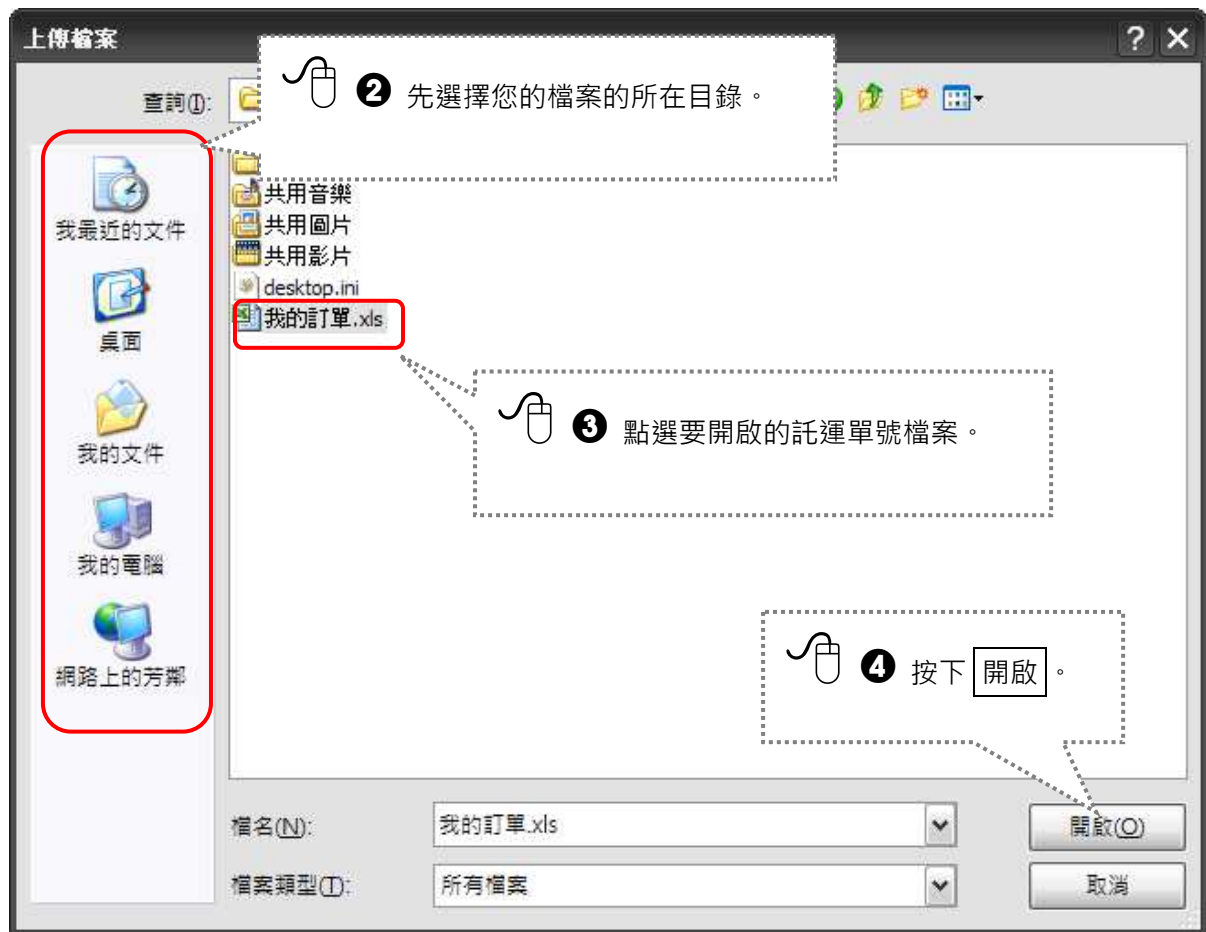 上傳檔案
查詢(I):
❷ 先選擇您的檔案的所在目錄。
我最近的文件
桌面
我的文件
我的電腦
網路上的芳鄰
共用音樂
共用圖片
共用影片
desktop.ini
我的訂單.xls
❸ 點選要開啟的託運單號檔案。
❹ 按下 開啟 。
檔名(N): 我的訂單.xls 開啟(O)
檔案類型(T): 所有檔案 取消